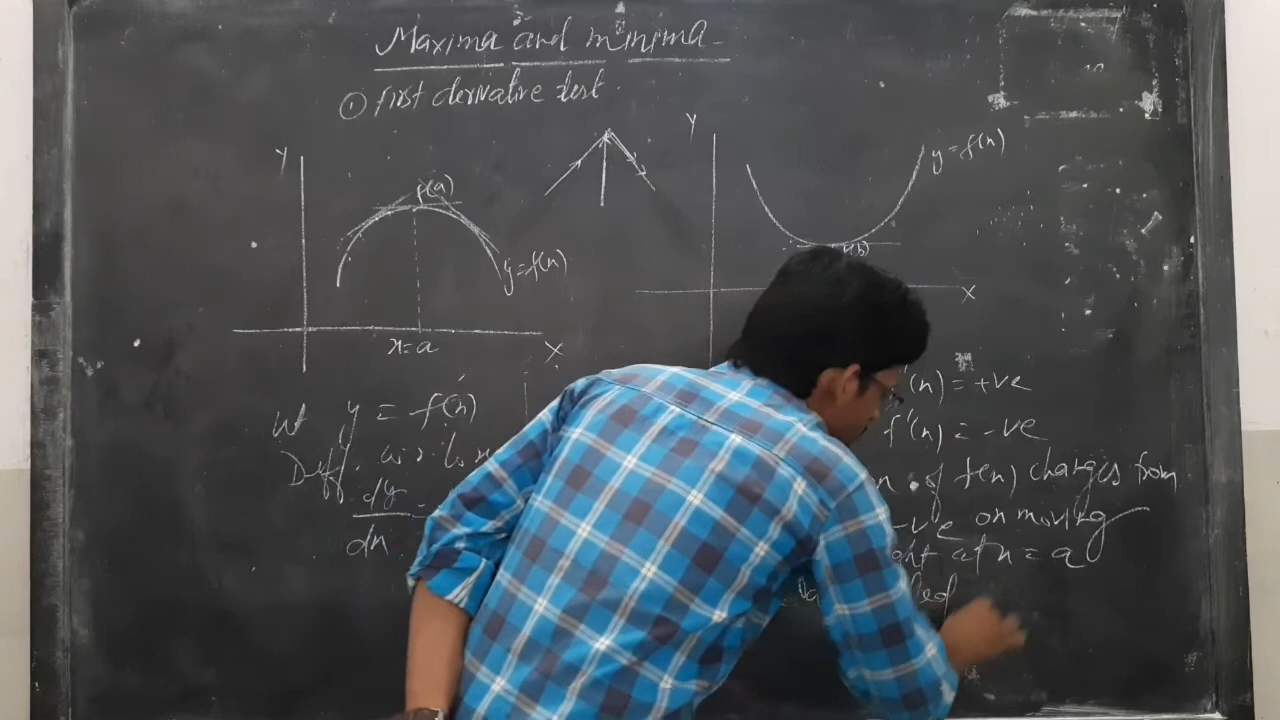 Maxima and minima
① First derivative test.
Y
f(a)
y=f(x)
x=a
X
Y
y=f(x)
f(b)
X
let y = f(x)
Diff. w.r. to x
dy
dx
(x) = +ve
f'(x) = -ve
of f(x) changes from
-ve on moving
at x = a